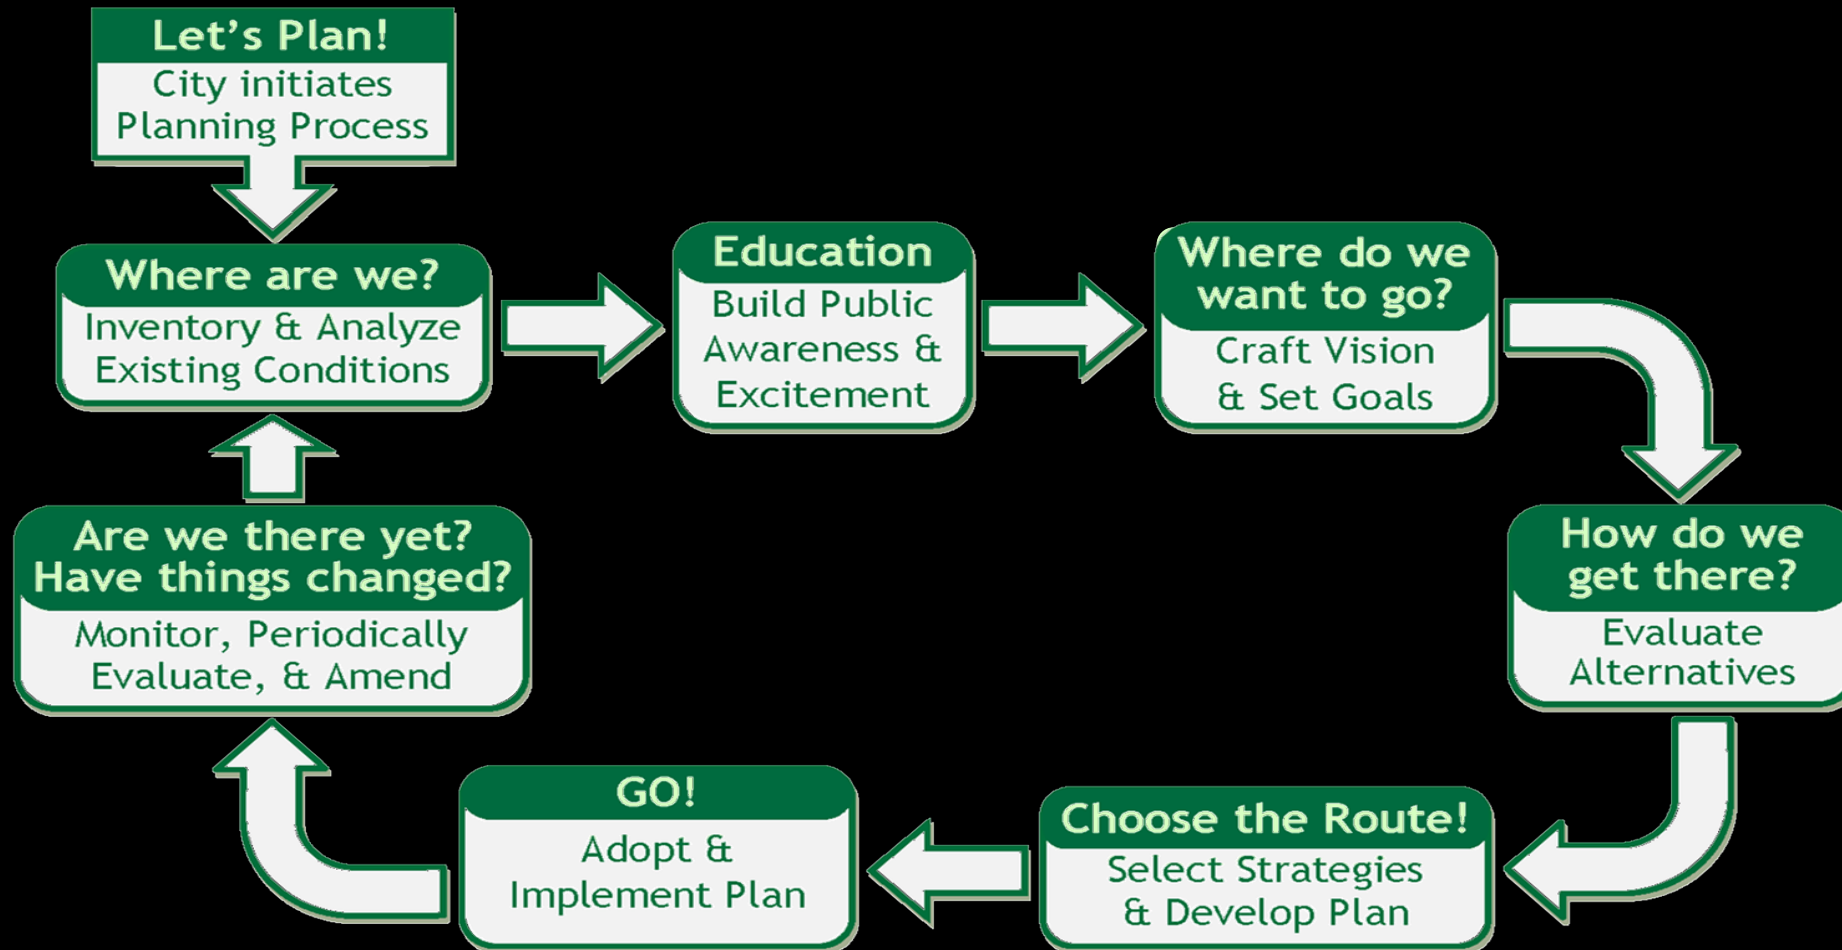 Let's Plan!
City initiates
Planning Process
Where are we?
Inventory & Analyze
Existing Conditions
Education
Build Public
Awareness &
Excitement
Where do we
want to go?
Craft Vision
& Set Goals
How do we
get there?
Evaluate
Alternatives
Choose the Route!
Select Strategies
& Develop Plan
GO!
Adopt &
Implement Plan
Are we there yet?
Have things changed?
Monitor, Periodically
Evaluate, & Amend